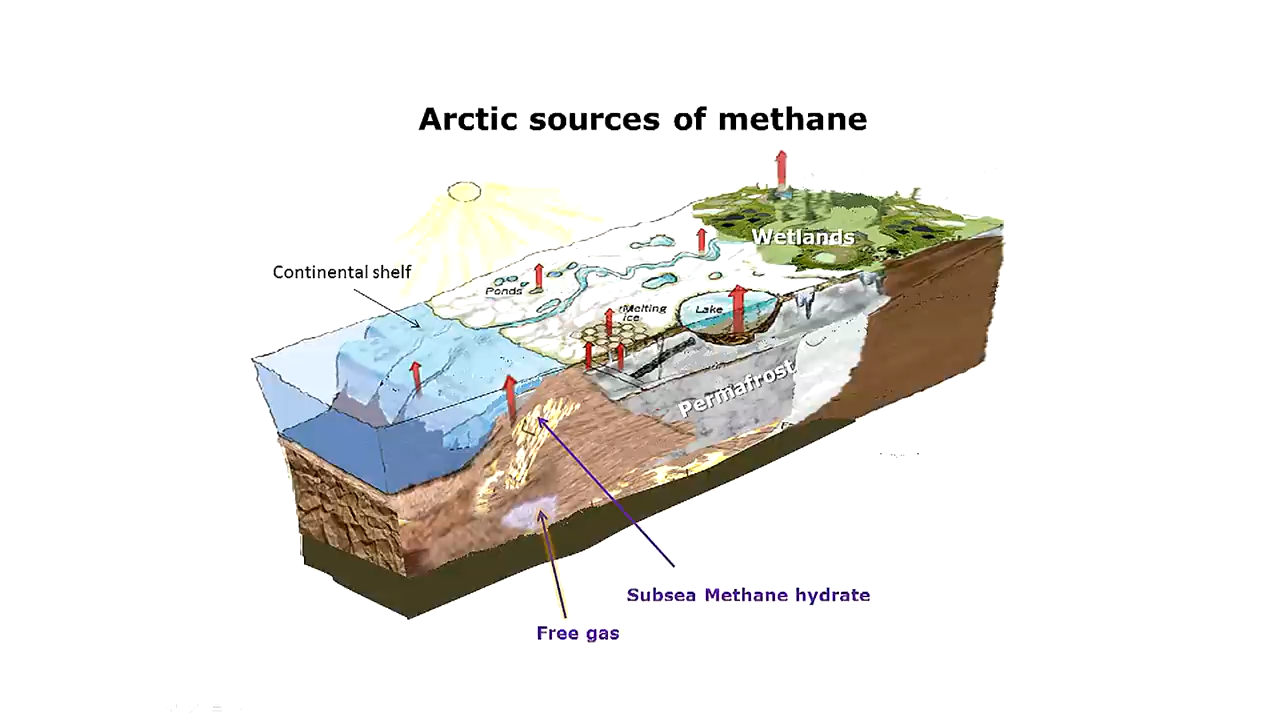 Arctic sources of methane
Wetlands
Continental shelf
Ponds
Melting
ice
Lake
Permafrost
Subsea Methane hydrate
Free gas